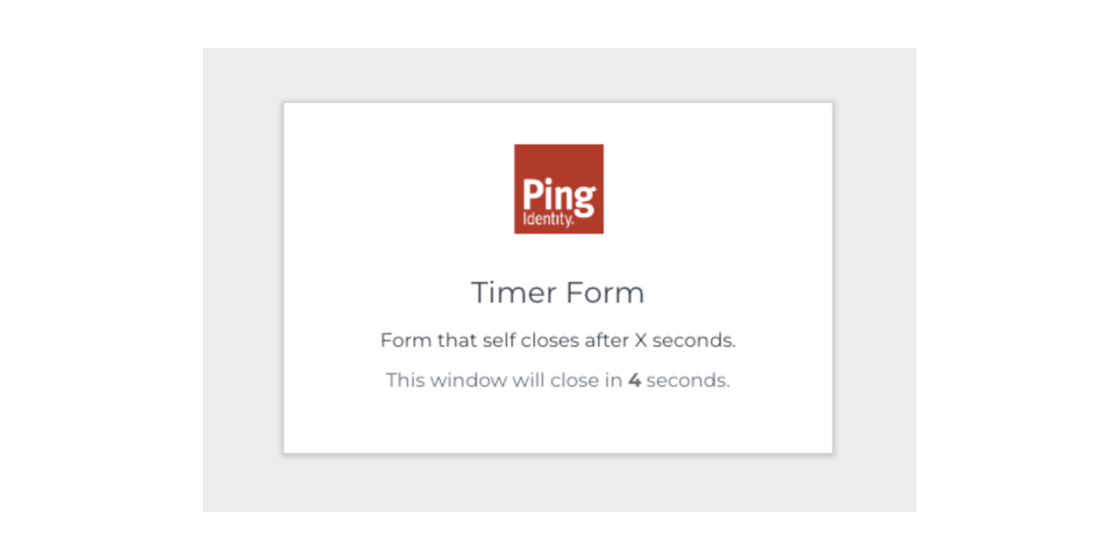 Ping
Identity.
Timer Form
Form that self closes after X seconds.
This window will close in 4 seconds.